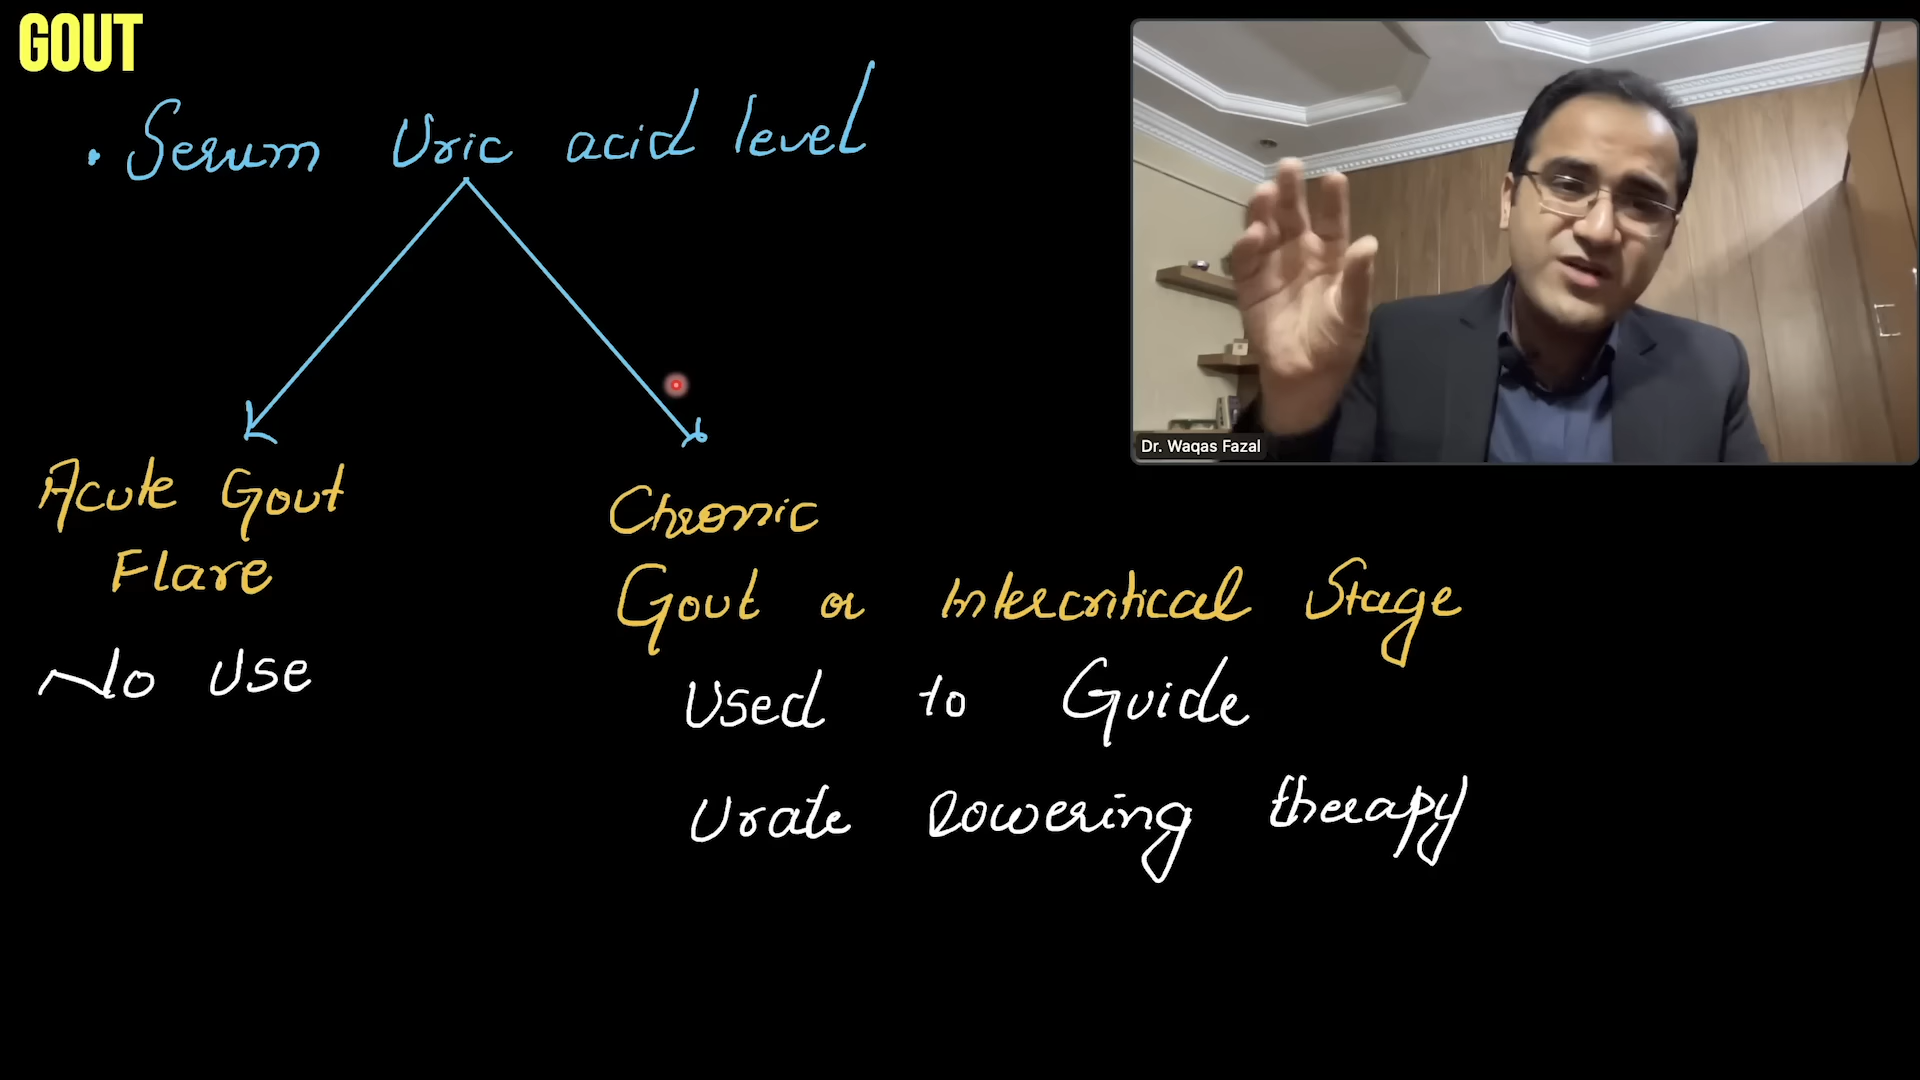 GOUT
. Serum Uric acid level
Acute Gout
Flare
No Use
Chronic
Gout or Intercritical Stage
Used to Guide
Urate Lowering therapy
Dr. Waqas Fazal